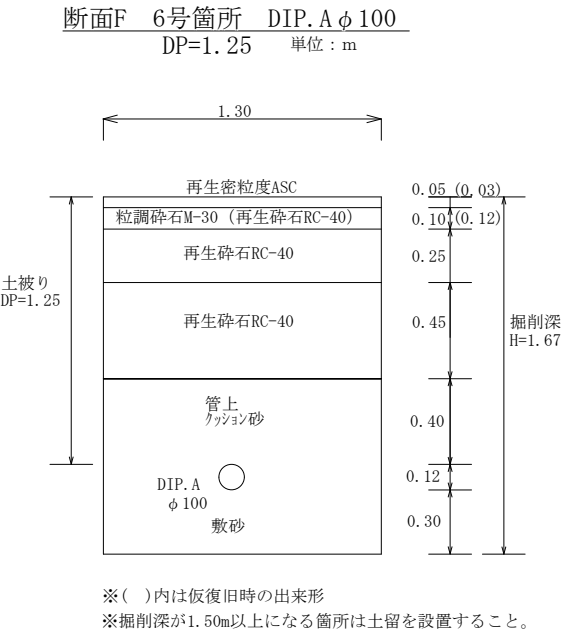 断面F 6号箇所 DIP.Aφ100
DP=1.25 単位：m
1.30
再生密粒度ASC
0.05 (0.03)
粒調砕石M-30 (再生砕石RC-40)
0.10 (0.12)
再生砕石RC-40
0.25
土被り
DP=1.25
再生砕石RC-40
0.45
掘削深
H=1.67
管上
ｸｯｼｮﾝ砂
0.40
DIP.A
φ100
0.12
敷砂
0.30
※( )内は仮復旧時の出来形
※掘削深が1.50m以上になる箇所は土留を設置すること。